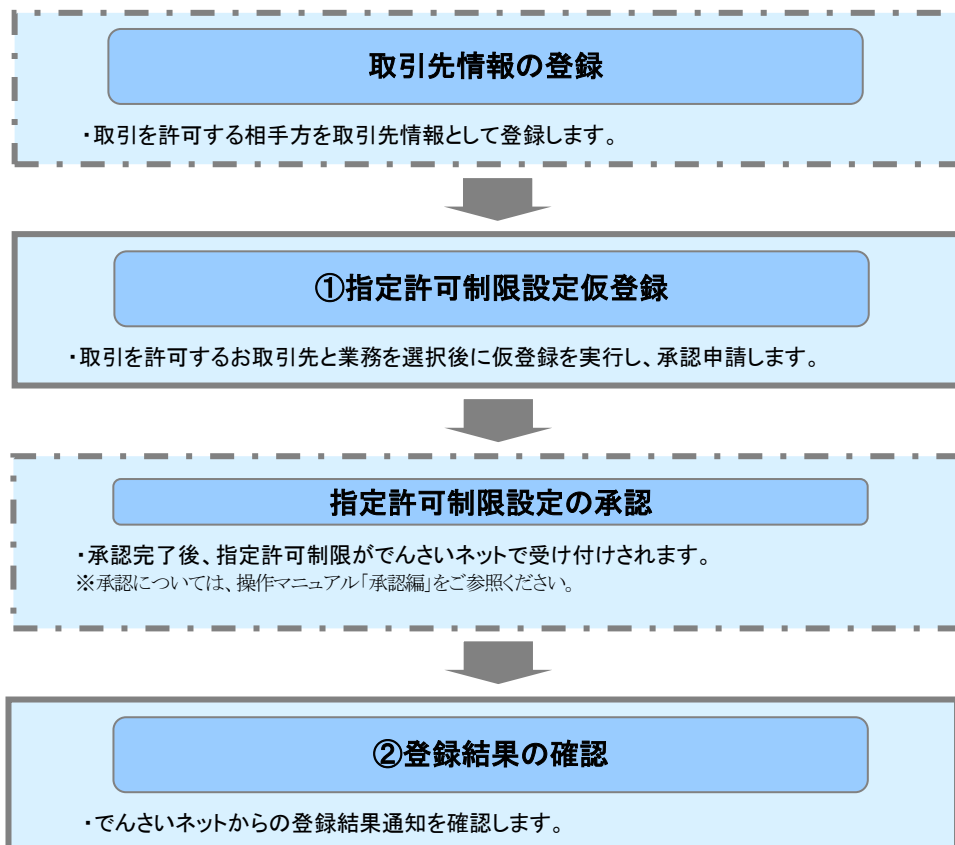 取引先情報の登録
・取引を許可する相手方を取引先情報として登録します。
①指定許可制限設定仮登録
・取引を許可するお取引先と業務を選択後に仮登録を実行し、承認申請します。
指定許可制限設定の承認
・承認完了後、指定許可制限がでんさいネットで受け付けされます。
※承認については、操作マニュアル「承認編」をご参照ください。
②登録結果の確認
・でんさいネットからの登録結果通知を確認します。